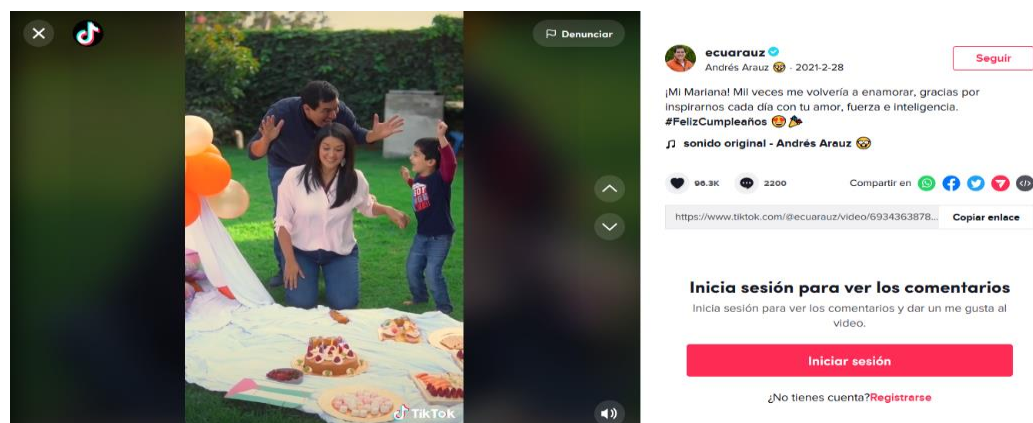 Denunciar
TikTok
ecuarauz
Andrés Arauz 🤓 · 2021-2-28
Seguir
¡Mi Mariana! Mil veces me volvería a enamorar, gracias por
inspirarnos cada día con tu amor, fuerza e inteligencia.
#FelizCumpleaños 😍🎉
♫ sonido original - Andrés Arauz 🤓
96.3K
2200
Compartir en
https://www.tiktok.com/@ecuarauz/video/6934363878...
Copiar enlace
Inicia sesión para ver los comentarios
Inicia sesión para ver los comentarios y dar un me gusta al
video.
Iniciar sesión
¿No tienes cuenta?Registrarse